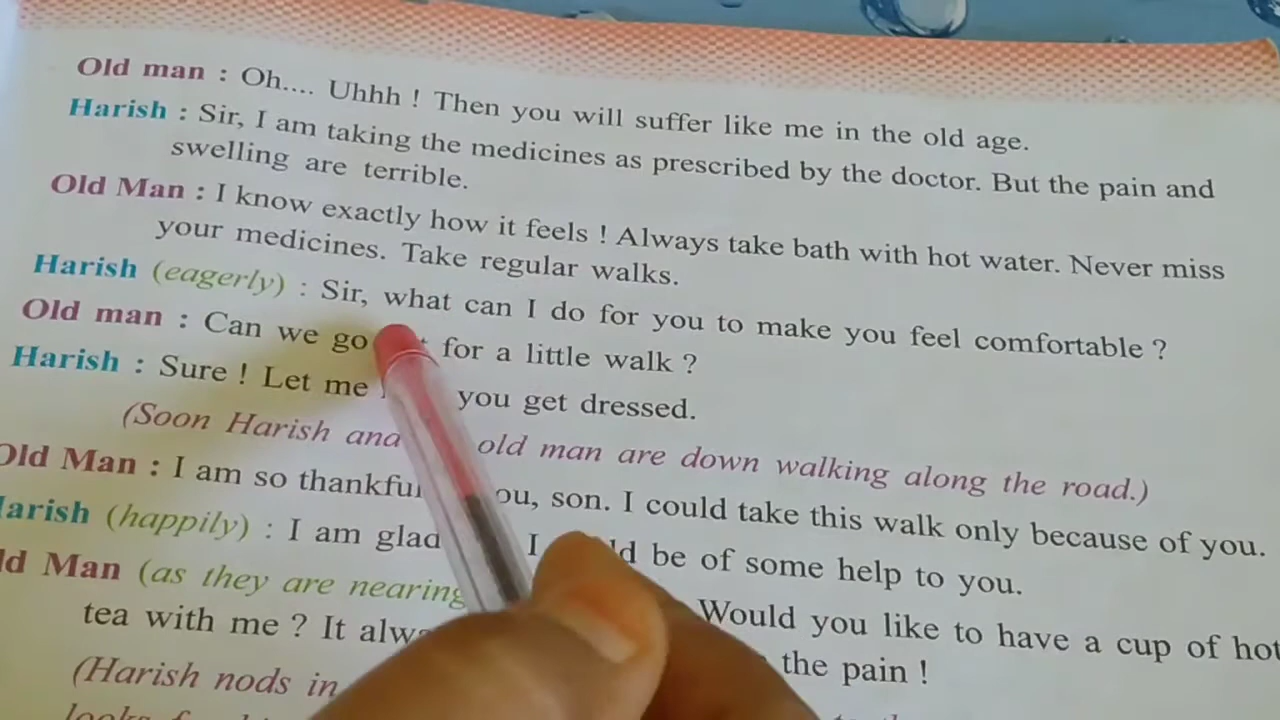 Old man : Oh.... Uhhh ! Then you will suffer like me in the old age.
Harish : Sir, I am taking the medicines as prescribed by the doctor. But the pain and
swelling are terrible.
Old Man : I know exactly how it feels ! Always take bath with hot water. Never miss
your medicines. Take regular walks.
Harish (eagerly) : Sir, what can I do for you to make you feel comfortable ?
Old man : Can we go for a little walk ?
Harish : Sure ! Let me you get dressed.
(Soon Harish and old man are down walking along the road.)
Old Man : I am so thankful you, son. I could take this walk only because of you.
Harish (happily) : I am glad I be of some help to you.
Old Man (as they are nearing Would you like to have a cup of hot
tea with me ? It the pain !
(Harish nods in